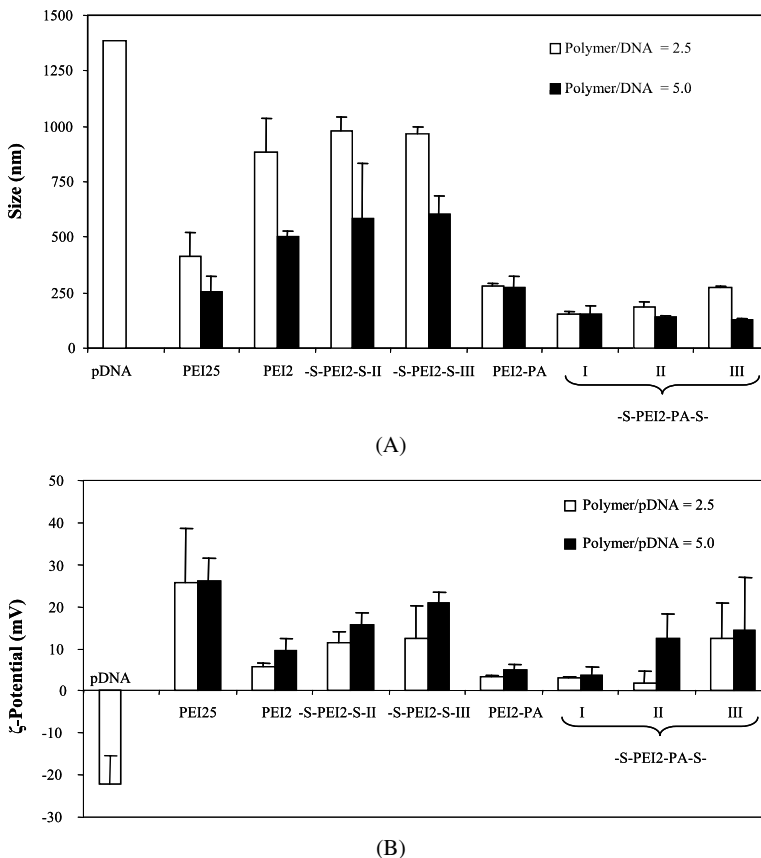 1500
1250
1000
750
500
250
0
Size (nm)
Polymer/DNA = 2.5
Polymer/DNA = 5.0
pDNA PEI25 PEI2 -S-PEI2-S-II -S-PEI2-S-III PEI2-PA I II III
-S-PEI2-PA-S-
(A)
50
40
30
20
10
0
-10
-20
-30
ζ-Potential (mV)
Polymer/pDNA = 2.5
Polymer/pDNA = 5.0
pDNA
PEI25 PEI2 -S-PEI2-S-II -S-PEI2-S-III PEI2-PA I II III
-S-PEI2-PA-S-
(B)